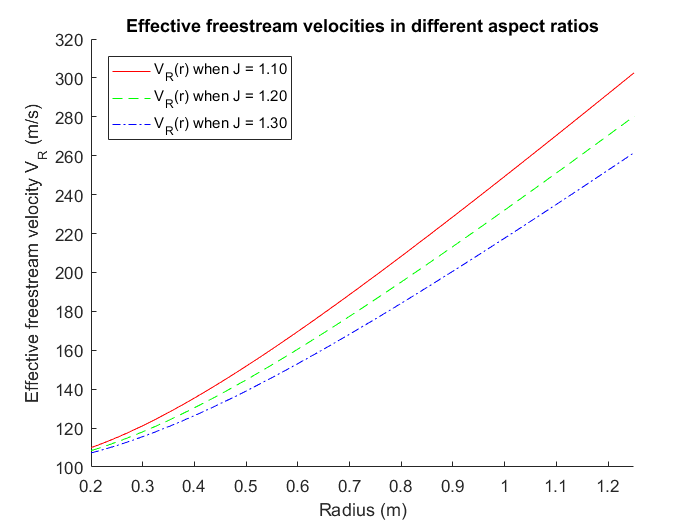 Effective freestream velocities in different aspect ratios
320
300
280
260
240
220
200
180
160
140
120
100
Effective freestream velocity V_R (m/s)
V_R(r) when J = 1.10
V_R(r) when J = 1.20
V_R(r) when J = 1.30
0.2 0.3 0.4 0.5 0.6 0.7 0.8 0.9 1 1.1 1.2
Radius (m)